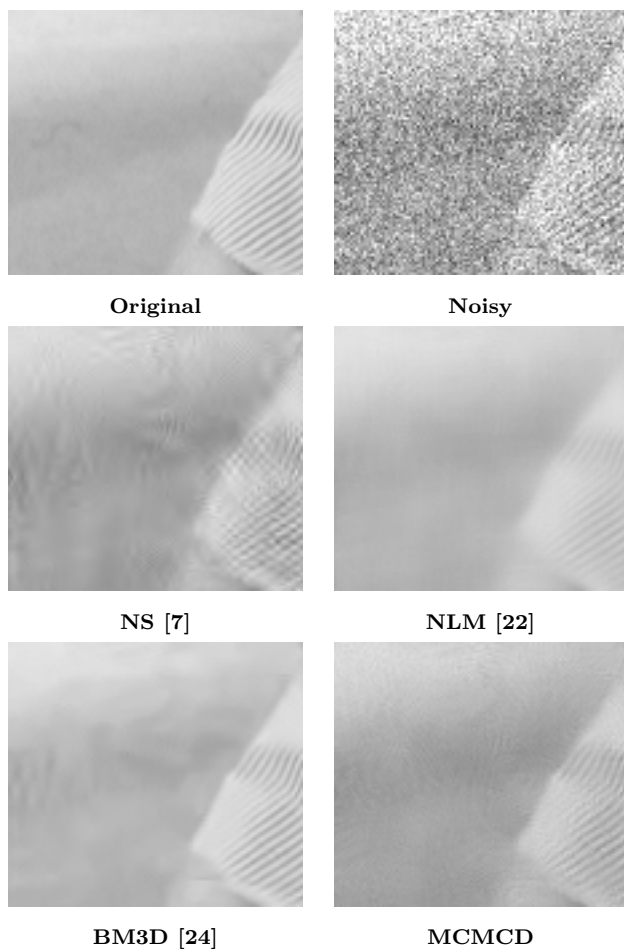 Original
Noisy
NS [7]
NLM [22]
BM3D [24]
MCMCD